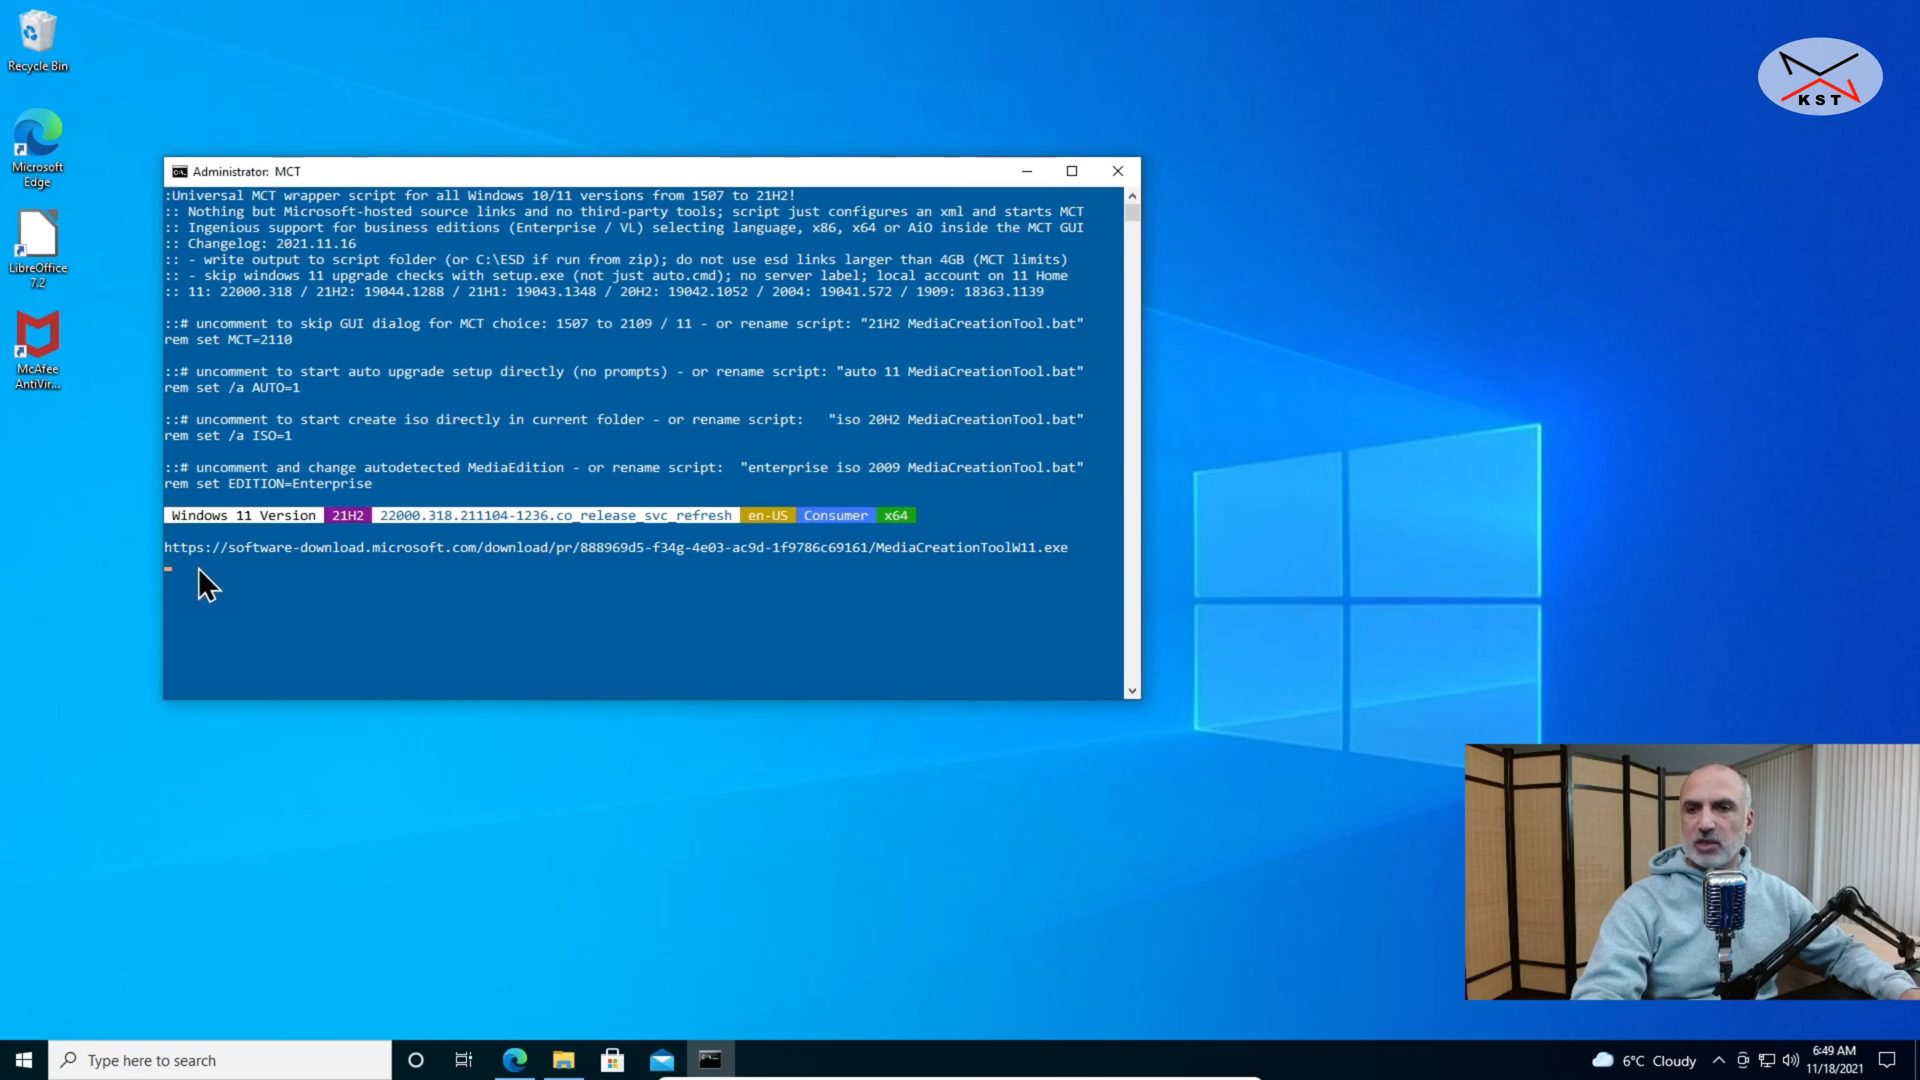 Recycle Bin
Microsoft
Edge
LibreOffice
7.2
McAfee
AntiVir...
KST
Administrator: MCT
:Universal MCT wrapper script for all Windows 10/11 versions from 1507 to 21H2!
:: Nothing but Microsoft-hosted source links and no third-party tools; script just configures an xml and starts MCT
:: Ingenious support for business editions (Enterprise / VL) selecting language, x86, x64 or AiO inside the MCT GUI
:: Changelog: 2021.11.16
:: - write output to script folder (or C:\ESD if run from zip); do not use esd links larger than 4GB (MCT limits)
:: - skip windows 11 upgrade checks with setup.exe (not just auto.cmd); no server label; local account on 11 Home
:: 11: 22000.318 / 21H2: 19044.1288 / 21H1: 19043.1348 / 20H2: 19042.1052 / 2004: 19041.572 / 1909: 18363.1139
::# uncomment to skip GUI dialog for MCT choice: 1507 to 2109 / 11 - or rename script: "21H2 MediaCreationTool.bat"
rem set MCT=2110
::# uncomment to start auto upgrade setup directly (no prompts) - or rename script: "auto 11 MediaCreationTool.bat"
rem set /a AUTO=1
::# uncomment to start create iso directly in current folder - or rename script: "iso 20H2 MediaCreationTool.bat"
rem set /a ISO=1
::# uncomment and change autodetected MediaEdition - or rename script: "enterprise iso 2009 MediaCreationTool.bat"
rem set EDITION=Enterprise
Windows 11 Version 21H2 22000.318.211104-1236.co_release_svc_refresh en-US Consumer x64
https://software-download.microsoft.com/download/pr/888969d5-f34g-4e03-ac9d-1f9786c69161/MediaCreationToolW11.exe
Type here to search
6°C Cloudy
6:49 AM
11/18/2021